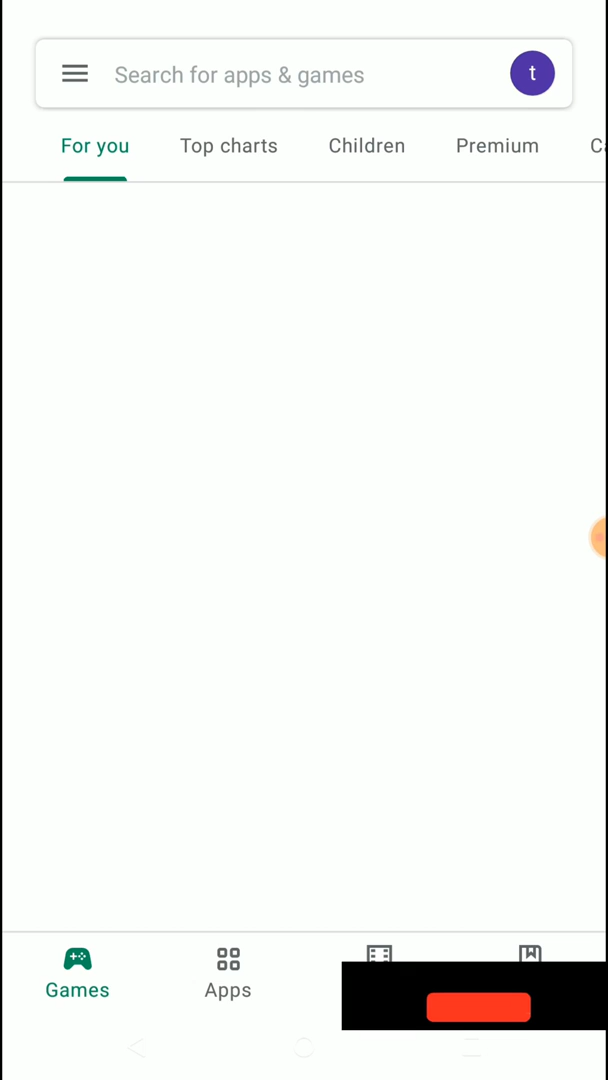 Search for apps & games
t
For you Top charts Children Premium
Games Apps